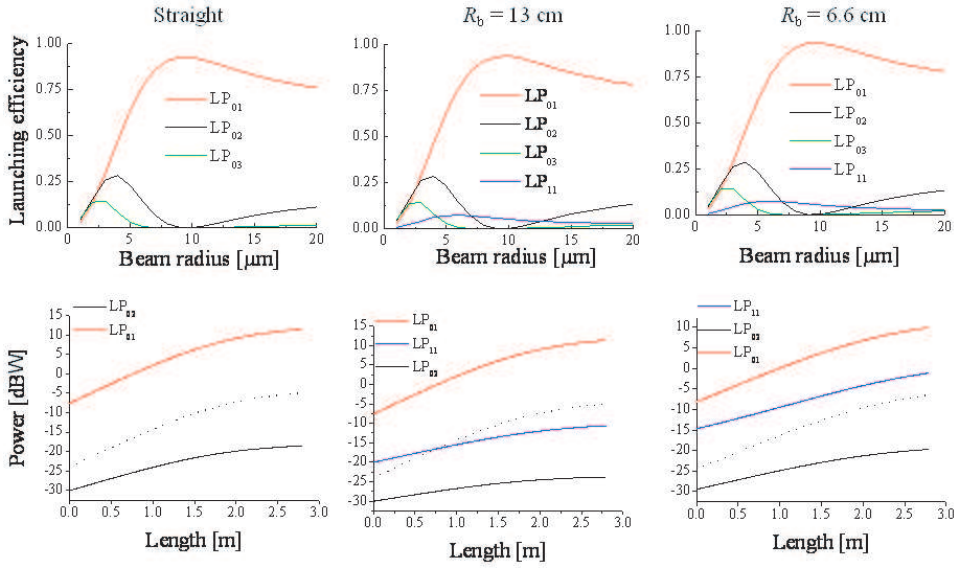 Straight
R_b = 13 cm
R_b = 6.6 cm
Launching efficiency
1.00
0.75
0.50
0.25
0.00
LP01
LP02
LP03
1 5 10 15 20
Beam radius [μm]
1.00
0.75
0.50
0.25
0.00
LP01
LP02
LP03
LP11
0 5 10 15 20
Beam radius [μm]
1.00
0.75
0.50
0.25
0.00
LP01
LP02
LP03
LP11
0 5 10 15 20
Beam radius [μm]
Power [dBW]
15
10
5
0
-5
-10
-15
-20
-25
-30
LP01
0.0 0.5 1.0 1.5 2.0 2.5 3.0
Length [m]
15
10
5
0
-5
-10
-15
-20
-25
-30
LP01
LP11
0.0 0.5 1.0 1.5 2.0 2.5 3.0
Length [m]
10
5
0
-5
-10
-15
-20
-25
-30
LP11
LP01
0.0 0.5 1.0 1.5 2.0 2.5 3.0
Length [m]